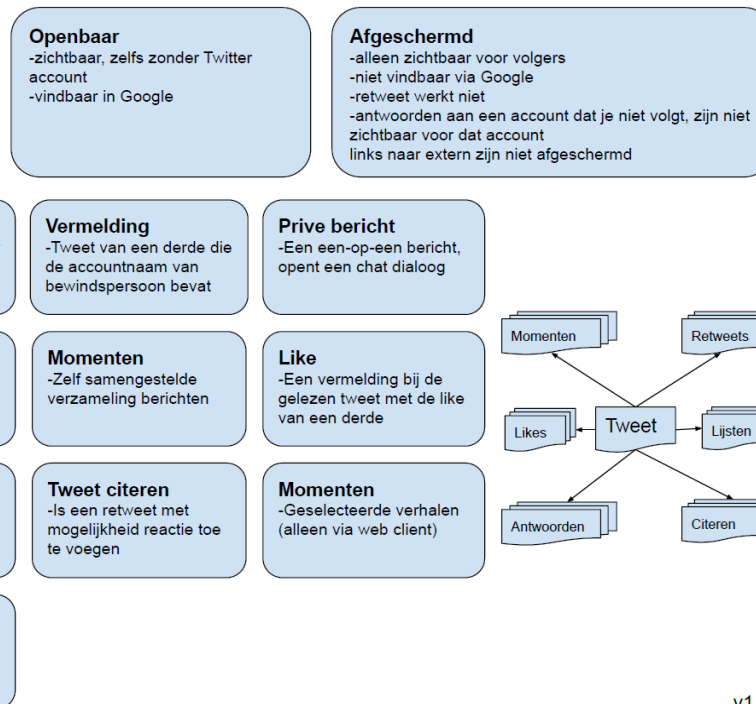 Openbaar
-zichtbaar, zelfs zonder Twitter
account
-vindbaar in Google
Afgeschermd
-alleen zichtbaar voor volgers
-niet vindbaar via Google
-retweet werkt niet
-antwoorden aan een account dat je niet volgt, zijn niet
zichtbaar voor dat account
links naar extern zijn niet afgeschermd
Vermelding
-Tweet van een derde die
de accountnaam van
bewindspersoon bevat
Prive bericht
-Een een-op-een bericht,
opent een chat dialoog
Momenten
-Zelf samengestelde
verzameling berichten
Like
-Een vermelding bij de
gelezen tweet met de like
van een derde
Tweet citeren
-Is een retweet met
mogelijkheid reactie toe
te voegen
Momenten
-Geselecteerde verhalen
(alleen via web client)
Momenten
Retweets
Likes
Tweet
Lijsten
Antwoorden
Citeren
v1